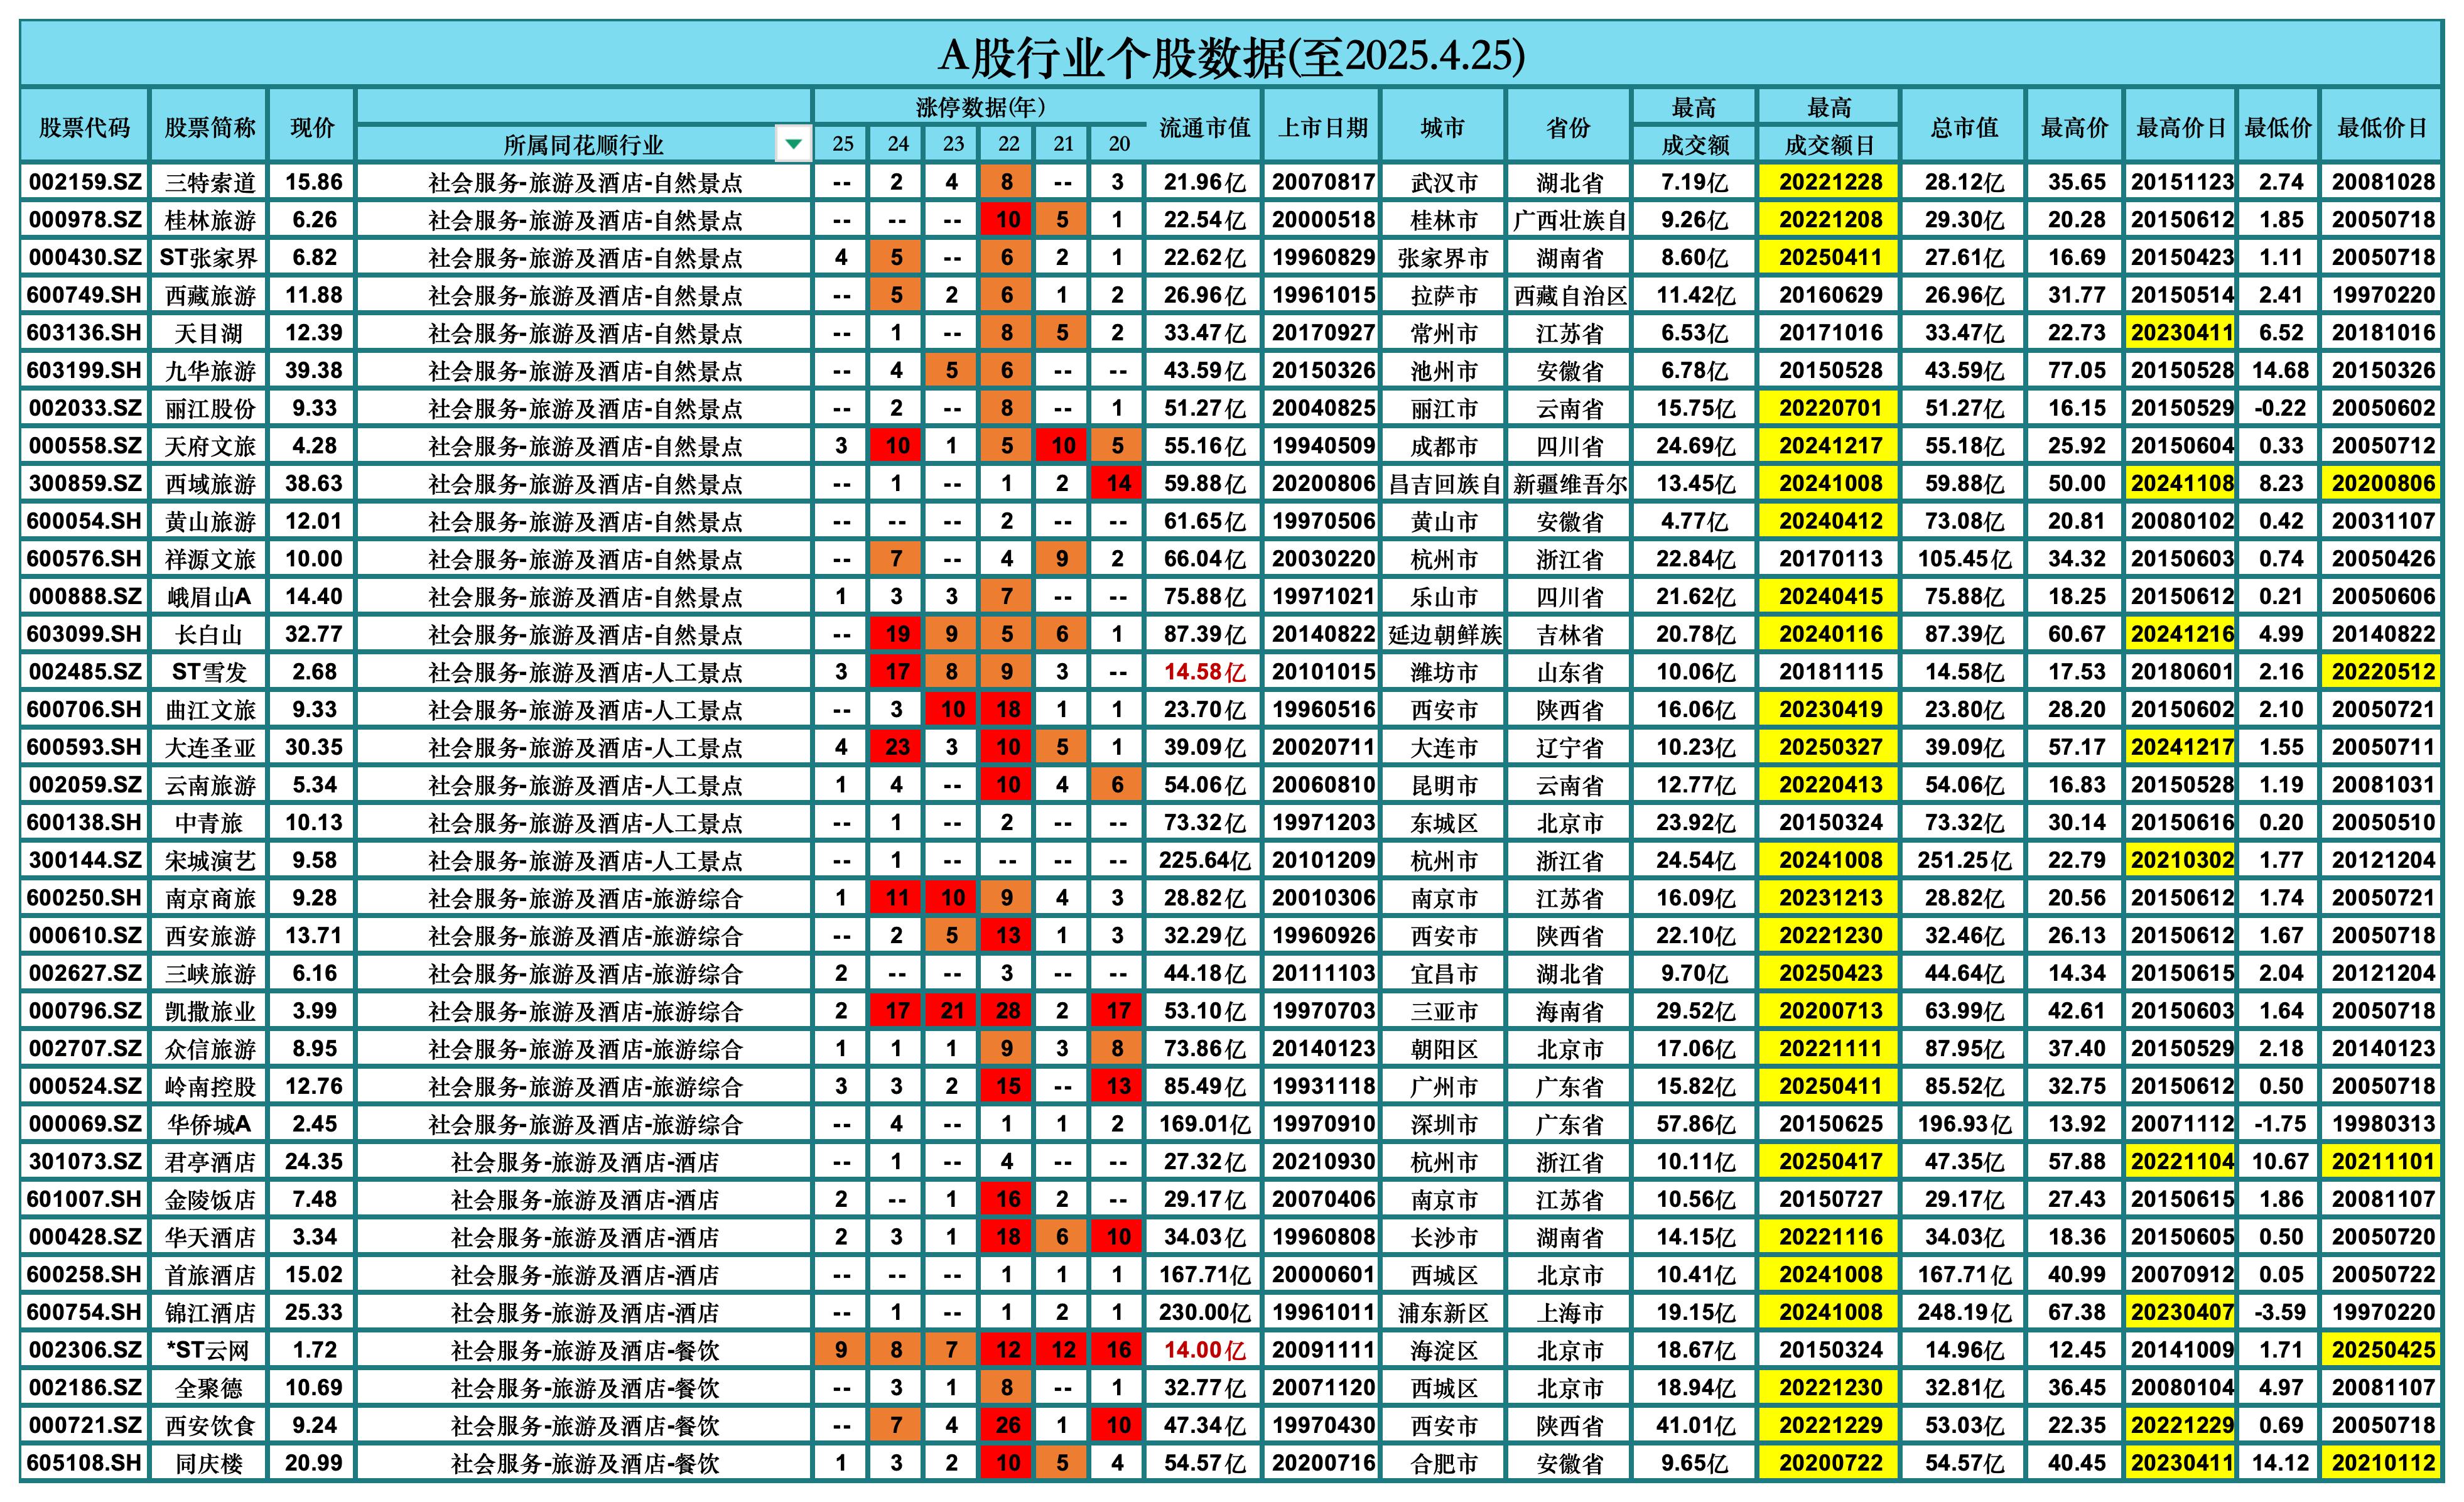 A股行业个股数据(至2025.4.25)
股票代码 股票简称 现价 所属同花顺行业 涨停数据(年) 25 24 23 22 21 20 流通市值 上市日期 城市 省份 最高成交额 最高成交额日 总市值 最高价 最高价日 最低价 最低价日
002159.SZ 三特索道 15.86 社会服务-旅游及酒店-自然景点 -- 2 4 8 -- 3 21.96亿 20070817 武汉市 湖北省 7.19亿 20221228 28.12亿 35.65 20151123 2.74 20081028
000978.SZ 桂林旅游 6.26 社会服务-旅游及酒店-自然景点 -- -- -- 10 5 1 22.54亿 20000518 桂林市 广西壮族自 9.26亿 20221208 29.30亿 20.28 20150612 1.85 20050718
000430.SZ ST张家界 6.82 社会服务-旅游及酒店-自然景点 4 5 -- 6 2 1 22.62亿 19960829 张家界市 湖南省 8.60亿 20250411 27.61亿 16.69 20150423 1.11 20050718
600749.SH 西藏旅游 11.88 社会服务-旅游及酒店-自然景点 -- 5 2 6 1 2 26.96亿 19961015 拉萨市 西藏自治区 11.42亿 20160629 26.96亿 31.77 20150514 2.41 19970220
603136.SH 天目湖 12.39 社会服务-旅游及酒店-自然景点 -- 1 -- 8 5 2 33.47亿 20170927 常州市 江苏省 6.53亿 20171016 33.47亿 22.73 20230411 6.52 20181016
603199.SH 九华旅游 39.38 社会服务-旅游及酒店-自然景点 -- 4 5 6 -- -- 43.59亿 20150326 池州市 安徽省 6.78亿 20150528 43.59亿 77.05 20150528 14.68 20150326
002033.SZ 丽江股份 9.33 社会服务-旅游及酒店-自然景点 -- 2 -- 8 -- 1 51.27亿 20040825 丽江市 云南省 15.75亿 20220701 51.27亿 16.15 20150529 -0.22 20050602
000558.SZ 天府文旅 4.28 社会服务-旅游及酒店-自然景点 3 10 1 5 10 5 55.16亿 19940509 成都市 四川省 24.69亿 20241217 55.18亿 25.92 20150604 0.33 20050712
300859.SZ 西域旅游 38.63 社会服务-旅游及酒店-自然景点 -- 1 -- 1 2 14 59.88亿 20200806 昌吉回族自 新疆维吾尔 13.45亿 20241008 59.88亿 50.00 20241108 8.23 20200806
600054.SH 黄山旅游 12.01 社会服务-旅游及酒店-自然景点 -- -- -- 2 -- -- 61.65亿 19970506 黄山市 安徽省 4.77亿 20240412 73.08亿 20.81 20080102 0.42 20031107
600576.SH 祥源文旅 10.00 社会服务-旅游及酒店-自然景点 -- 7 -- 4 9 2 66.04亿 20030220 杭州市 浙江省 22.84亿 20170113 105.45亿 34.32 20150603 0.74 20050426
000888.SZ 峨眉山A 14.40 社会服务-旅游及酒店-自然景点 1 3 3 7 -- -- 75.88亿 19971021 乐山市 四川省 21.62亿 20240415 75.88亿 18.25 20150612 0.21 20050606
603099.SH 长白山 32.77 社会服务-旅游及酒店-自然景点 -- 19 9 5 6 1 87.39亿 20140822 延边朝鲜族 吉林省 20.78亿 20240116 87.39亿 60.67 20241216 4.99 20140822
002485.SZ ST雪发 2.68 社会服务-旅游及酒店-人工景点 3 17 8 9 3 -- 14.58亿 20101015 潍坊市 山东省 10.06亿 20181115 14.58亿 17.53 20180601 2.16 20220512
600706.SH 曲江文旅 9.33 社会服务-旅游及酒店-人工景点 -- 3 10 18 1 1 23.70亿 19960516 西安市 陕西省 16.06亿 20230419 23.80亿 28.20 20150602 2.10 20050721
600593.SH 大连圣亚 30.35 社会服务-旅游及酒店-人工景点 4 23 3 10 5 1 39.09亿 20020711 大连市 辽宁省 10.23亿 20250327 39.09亿 57.17 20241217 1.55 20050711
002059.SZ 云南旅游 5.34 社会服务-旅游及酒店-人工景点 1 4 -- 10 4 6 54.06亿 20060810 昆明市 云南省 12.77亿 20220413 54.06亿 16.83 20150528 1.19 20081031
600138.SH 中青旅 10.13 社会服务-旅游及酒店-人工景点 -- 1 -- 2 -- -- 73.32亿 19971203 东城区 北京市 23.92亿 20150324 73.32亿 30.14 20150616 0.20 20050510
300144.SZ 宋城演艺 9.58 社会服务-旅游及酒店-人工景点 -- 1 -- -- -- -- 225.64亿 20101209 杭州市 浙江省 24.54亿 20241008 251.25亿 22.79 20210302 1.77 20121204
600250.SH 南京商旅 9.28 社会服务-旅游及酒店-旅游综合 1 11 10 9 4 3 28.82亿 20010306 南京市 江苏省 16.09亿 20231213 28.82亿 20.56 20150612 1.74 20050721
000610.SZ 西安旅游 13.71 社会服务-旅游及酒店-旅游综合 -- 2 5 13 1 3 32.29亿 19960926 西安市 陕西省 22.10亿 20221230 32.46亿 26.13 20150612 1.67 20050718
002627.SZ 三峡旅游 6.16 社会服务-旅游及酒店-旅游综合 2 -- -- 3 -- -- 44.18亿 20111103 宜昌市 湖北省 9.70亿 20250423 44.64亿 14.34 20150615 2.04 20121204
000796.SZ 凯撒旅业 3.99 社会服务-旅游及酒店-旅游综合 2 17 21 28 2 17 53.10亿 19970703 三亚市 海南省 29.52亿 20200713 63.99亿 42.61 20150603 1.64 20050718
002707.SZ 众信旅游 8.95 社会服务-旅游及酒店-旅游综合 1 1 1 9 3 8 73.86亿 20140123 朝阳区 北京市 17.06亿 20221111 87.95亿 37.40 20150529 2.18 20140123
000524.SZ 岭南控股 12.76 社会服务-旅游及酒店-旅游综合 3 3 2 15 -- 13 85.49亿 19931118 广州市 广东省 15.82亿 20250411 85.52亿 32.75 20150612 0.50 20050718
000069.SZ 华侨城A 2.45 社会服务-旅游及酒店-旅游综合 -- 4 -- 1 1 2 169.01亿 19970910 深圳市 广东省 57.86亿 20150625 196.93亿 13.92 20071112 -1.75 19980313
301073.SZ 君亭酒店 24.35 社会服务-旅游及酒店-酒店 -- 1 -- 4 -- -- 27.32亿 20210930 杭州市 浙江省 10.11亿 20250417 47.35亿 57.88 20221104 10.67 20211101
601007.SH 金陵饭店 7.48 社会服务-旅游及酒店-酒店 2 -- 1 16 2 -- 29.17亿 20070406 南京市 江苏省 10.56亿 20150727 29.17亿 27.43 20150615 1.86 20081107
000428.SZ 华天酒店 3.34 社会服务-旅游及酒店-酒店 2 3 1 18 6 10 34.03亿 19960808 长沙市 湖南省 14.15亿 20221116 34.03亿 18.36 20150605 0.50 20050720
600258.SH 首旅酒店 15.02 社会服务-旅游及酒店-酒店 -- -- -- 1 1 1 167.71亿 20000601 西城区 北京市 10.41亿 20241008 167.71亿 40.99 20070912 0.05 20050722
600754.SH 锦江酒店 25.33 社会服务-旅游及酒店-酒店 -- 1 -- 1 2 1 230.00亿 19961011 浦东新区 上海市 19.15亿 20241008 248.19亿 67.38 20230407 -3.59 19970220
002306.SZ *ST云网 1.72 社会服务-旅游及酒店-餐饮 9 8 7 12 12 16 14.00亿 20091111 海淀区 北京市 18.67亿 20150324 14.96亿 12.45 20141009 1.71 20250425
002186.SZ 全聚德 10.69 社会服务-旅游及酒店-餐饮 -- 3 1 8 -- 1 32.77亿 20071120 西城区 北京市 18.94亿 20221230 32.81亿 36.45 20080104 4.97 20081107
000721.SZ 西安饮食 9.24 社会服务-旅游及酒店-餐饮 -- 7 4 26 1 10 47.34亿 19970430 西安市 陕西省 41.01亿 20221229 53.03亿 22.35 20221229 0.69 20050718
605108.SH 同庆楼 20.99 社会服务-旅游及酒店-餐饮 1 3 2 10 5 4 54.57亿 20200716 合肥市 安徽省 9.65亿 20200722 54.57亿 40.45 20230411 14.12 20210112